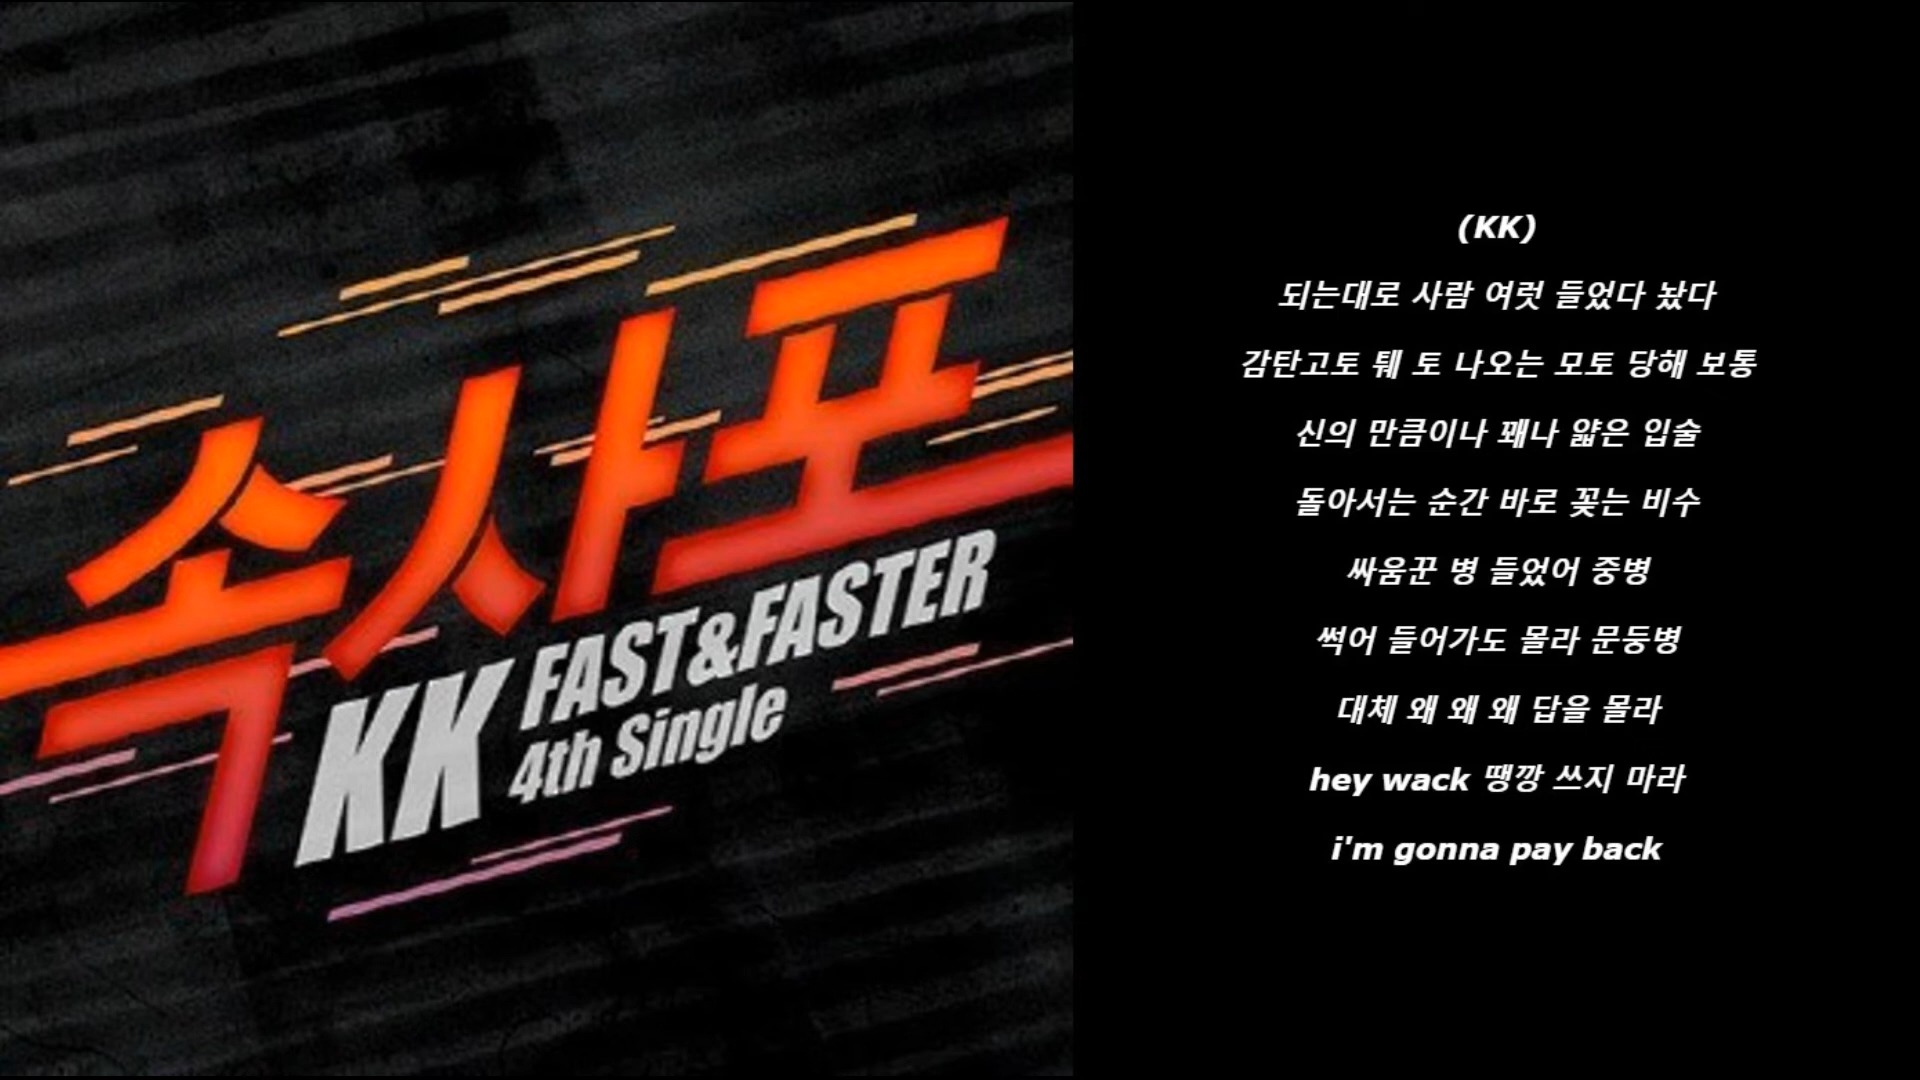 속사포
KK FAST&FASTER
4th Single
(KK)
되는대로 사람 여럿 들었다 놨다
감탄고토 퉤 토 나오는 모토 당해 보통
신의 만큼이나 꽤나 얇은 입술
돌아서는 순간 바로 꽂는 비수
싸움꾼 병 들었어 중병
썩어 들어가도 몰라 문둥병
대체 왜 왜 왜 답을 몰라
hey wack 땡깡 쓰지 마라
i'm gonna pay back